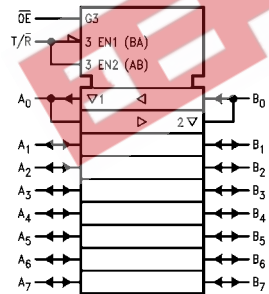 O̅E̅ G3
T/R̅ 3 EN1 (BA)
3 EN2 (AB)
A0 ▽1 ◁ B0
▷ 2▽
A1 B1
A2 B2
A3 B3
A4 B4
A5 B5
A6 B6
A7 B7